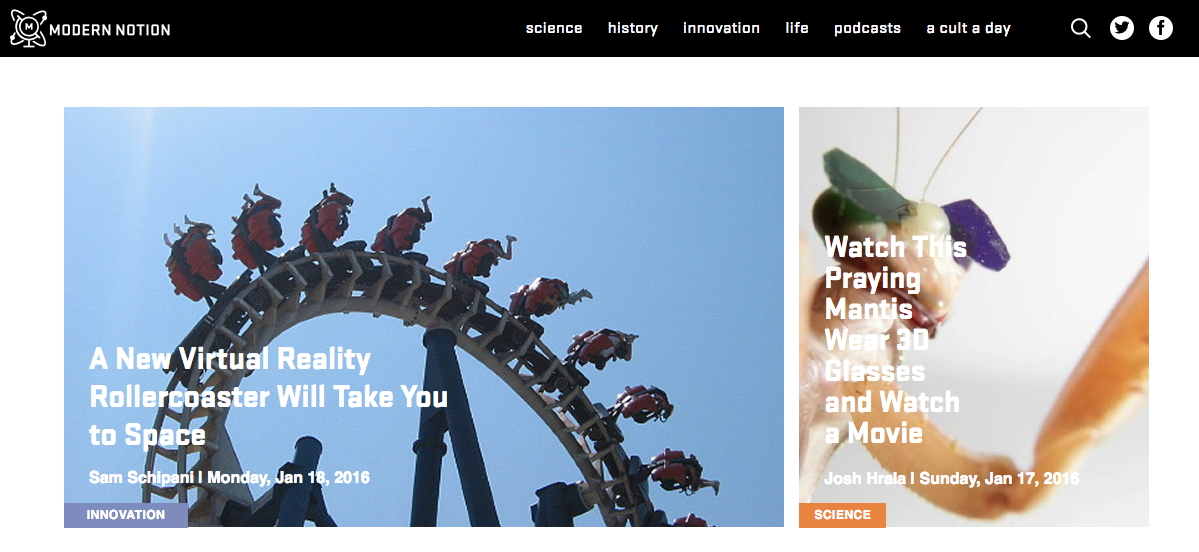 M
MODERN NOTION
science history innovation life podcasts a cult a day
A New Virtual Reality
Rollercoaster Will Take You
to Space
Sam Schipani | Monday, Jan 18, 2016
INNOVATION
Watch This
Praying
Mantis
Wear 3D
Glasses
and Watch
a Movie
Josh Hrala | Sunday, Jan 17, 2016
SCIENCE